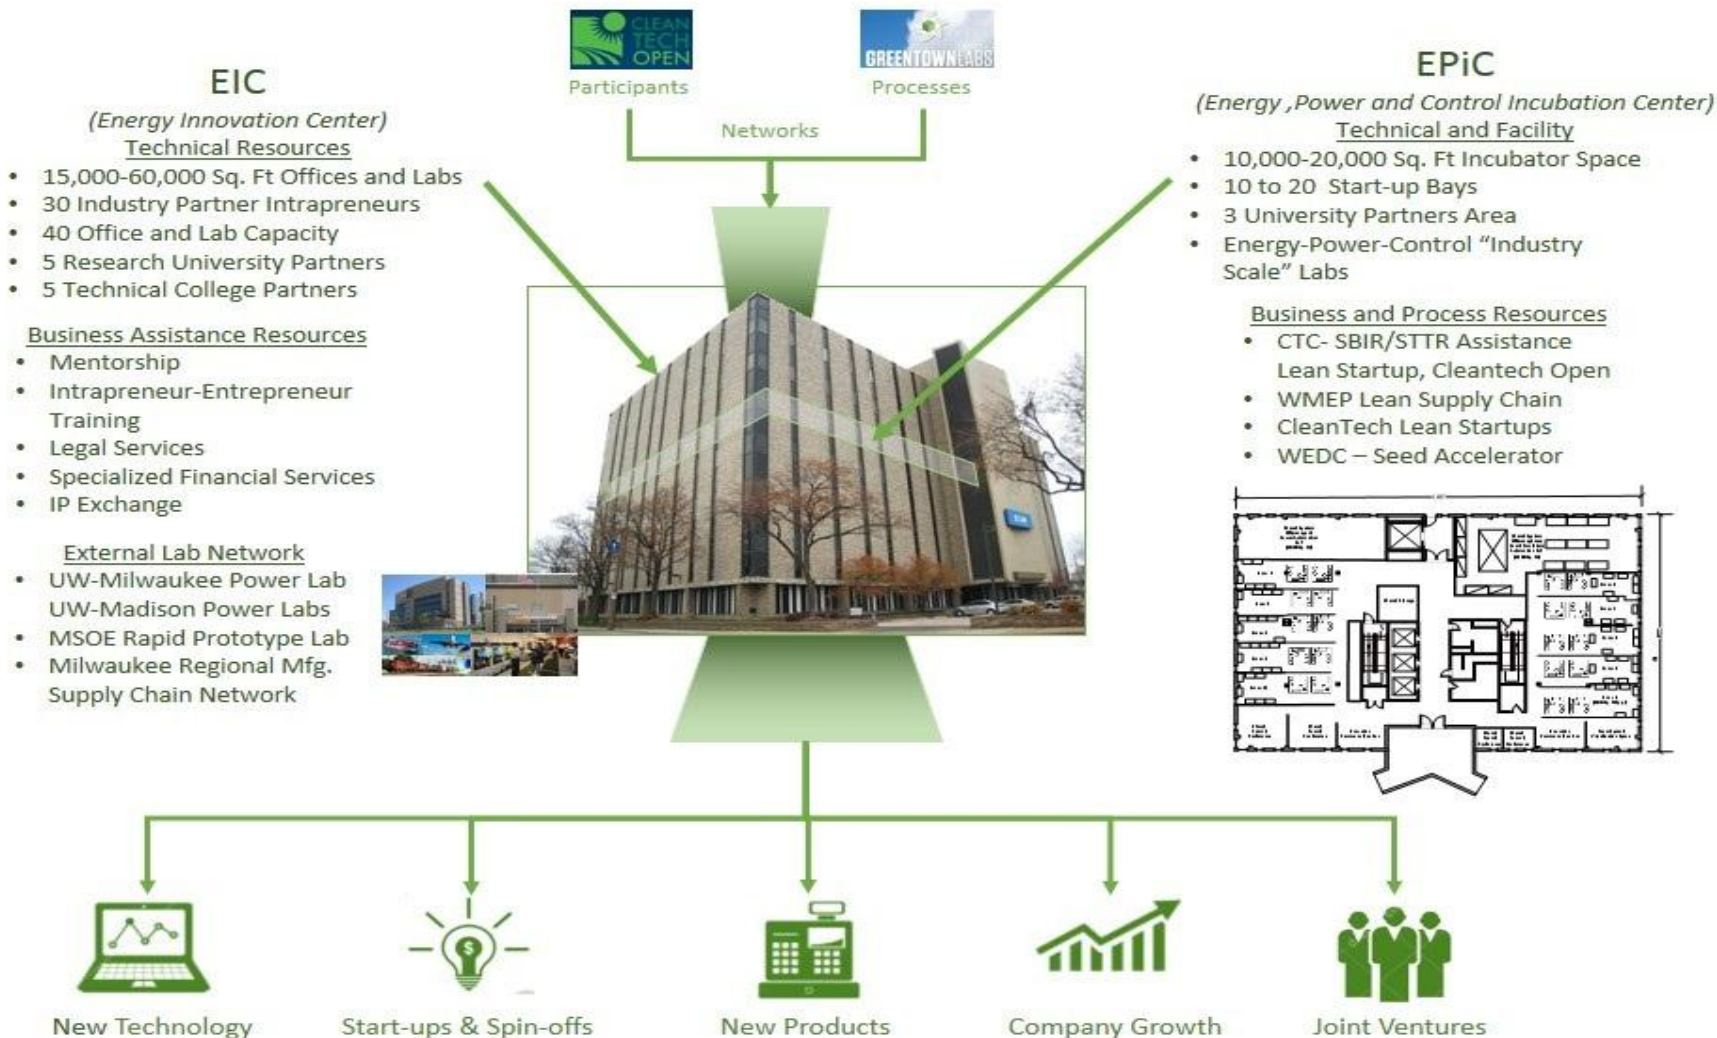 CLEAN
TECH
OPEN
GREENTOWNLABS
Participants
Processes
Networks
EIC
(Energy Innovation Center)
Technical Resources
• 15,000-60,000 Sq. Ft Offices and Labs
• 30 Industry Partner Intrapreneurs
• 40 Office and Lab Capacity
• 5 Research University Partners
• 5 Technical College Partners
Business Assistance Resources
• Mentorship
• Intrapreneur-Entrepreneur
Training
• Legal Services
• Specialized Financial Services
• IP Exchange
External Lab Network
• UW-Milwaukee Power Lab
UW-Madison Power Labs
• MSOE Rapid Prototype Lab
• Milwaukee Regional Mfg.
Supply Chain Network
EPiC
(Energy ,Power and Control Incubation Center)
Technical and Facility
• 10,000-20,000 Sq. Ft Incubator Space
• 10 to 20 Start-up Bays
• 3 University Partners Area
• Energy-Power-Control “Industry
Scale” Labs
Business and Process Resources
• CTC- SBIR/STTR Assistance
Lean Startup, Cleantech Open
• WMEP Lean Supply Chain
• CleanTech Lean Startups
• WEDC – Seed Accelerator
New Technology
Start-ups & Spin-offs
New Products
Company Growth
Joint Ventures